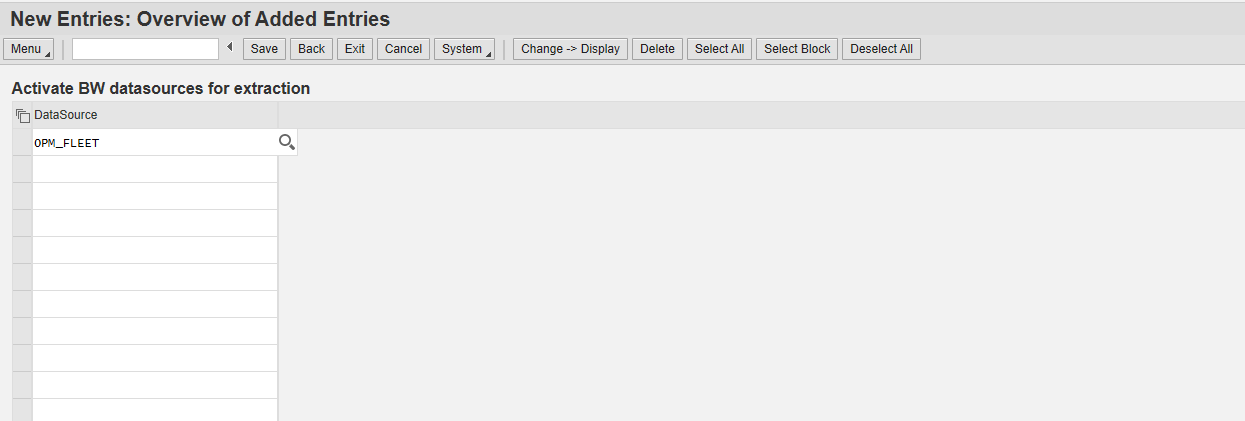 New Entries: Overview of Added Entries
Menu Save Back Exit Cancel System Change -> Display Delete Select All Select Block Deselect All
Activate BW datasources for extraction
DataSource
OPM_FLEET